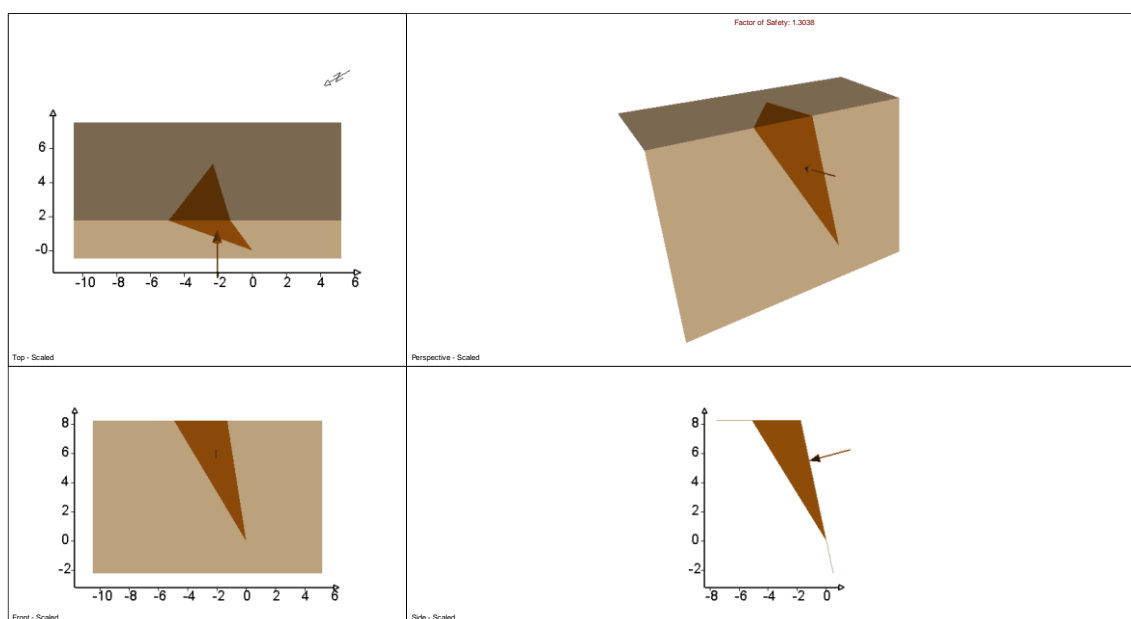 Factor of Safety: 1.3038
N
6
4
2
-0
-10 -8 -6 -4 -2 0 2 4 6
Top - Scaled
Perspective - Scaled
8
6
4
2
0
-2
-10 -8 -6 -4 -2 0 2 4 6
Front - Scaled
8
6
4
2
0
-2
-8 -6 -4 -2 0
Side - Scaled